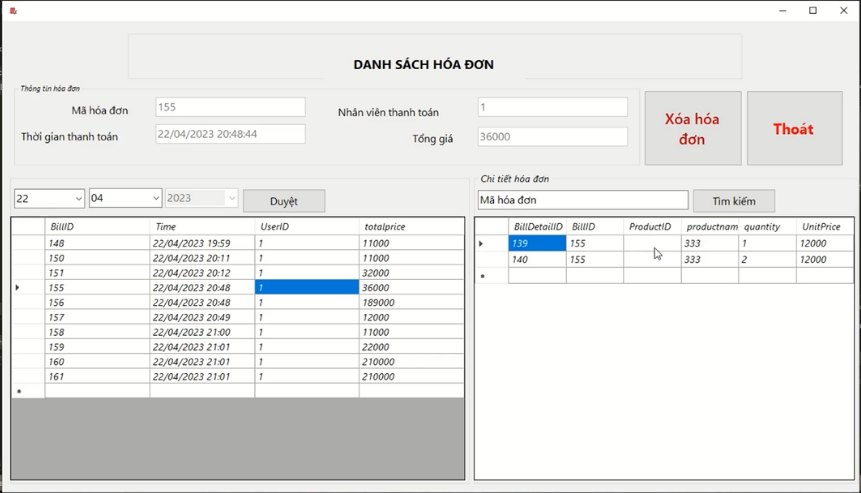 DANH SÁCH HÓA ĐƠN
Thông tin hóa đơn
Mã hóa đơn 155 Nhân viên thanh toán 1
Thời gian thanh toán 22/04/2023 20:48:44 Tổng giá 36000
Xóa hóa
đơn
Thoát
22 04 2023 Duyệt
BillID Time UserID totalprice
148 22/04/2023 19:59 1 11000
150 22/04/2023 20:11 1 11000
151 22/04/2023 20:12 1 32000
155 22/04/2023 20:48 1 36000
156 22/04/2023 20:48 1 189000
157 22/04/2023 20:49 1 12000
158 22/04/2023 21:00 1 11000
159 22/04/2023 21:01 1 22000
160 22/04/2023 21:01 1 210000
161 22/04/2023 21:01 1 210000
Chi tiết hóa đơn
Mã hóa đơn Tìm kiếm
BillDetailID BillID ProductID productnam quantity UnitPrice
139 155 333 1 12000
140 155 333 2 12000